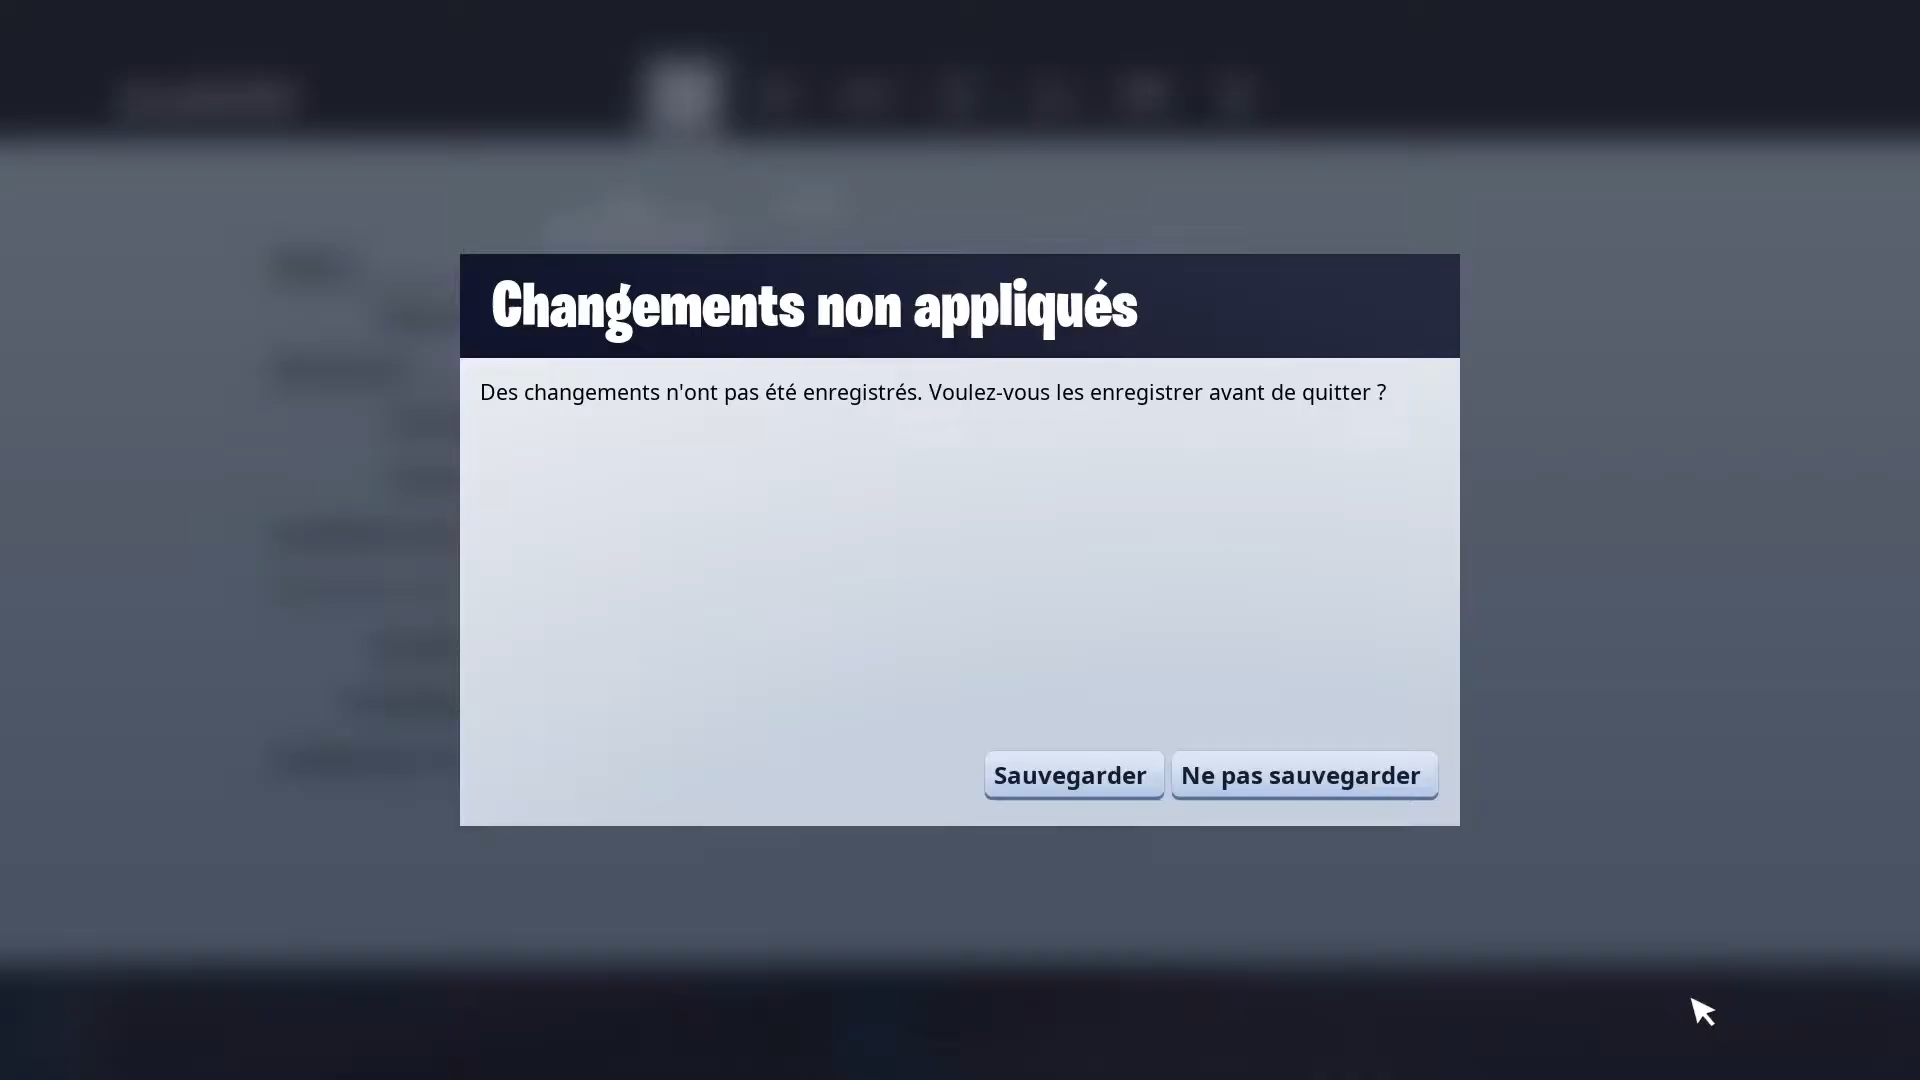 Changements non appliqués
Des changements n'ont pas été enregistrés. Voulez-vous les enregistrer avant de quitter ?
Sauvegarder
Ne pas sauvegarder